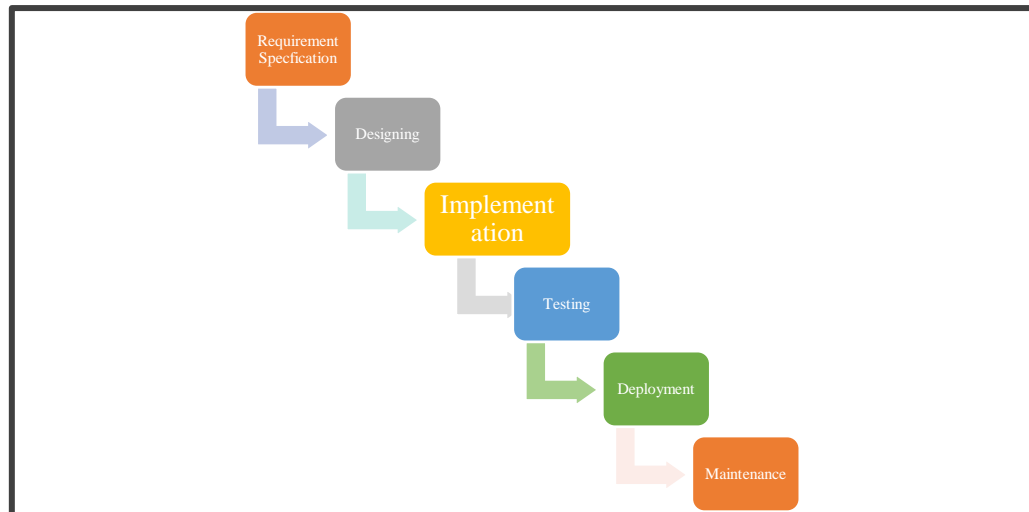 Requirement
Specfication
Designing
Implement
ation
Testing
Deployment
Maintenance